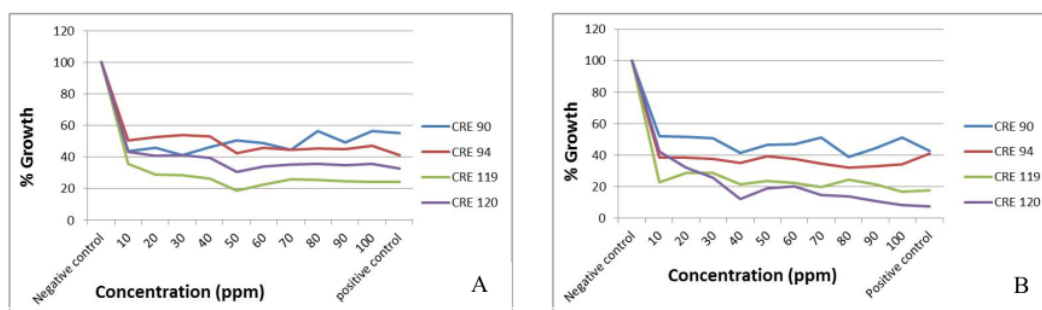 120
100
80
60
40
20
0
% Growth
Negative control
10
20
30
40
50
60
70
80
90
100
positive control
Concentration (ppm)
CRE 90
CRE 94
CRE 119
CRE 120
A
120
100
80
60
40
20
0
% Growth
Negative control
10
20
30
40
50
60
70
80
90
100
Positive control
Concentration (ppm)
CRE 90
CRE 94
CRE 119
CRE 120
B